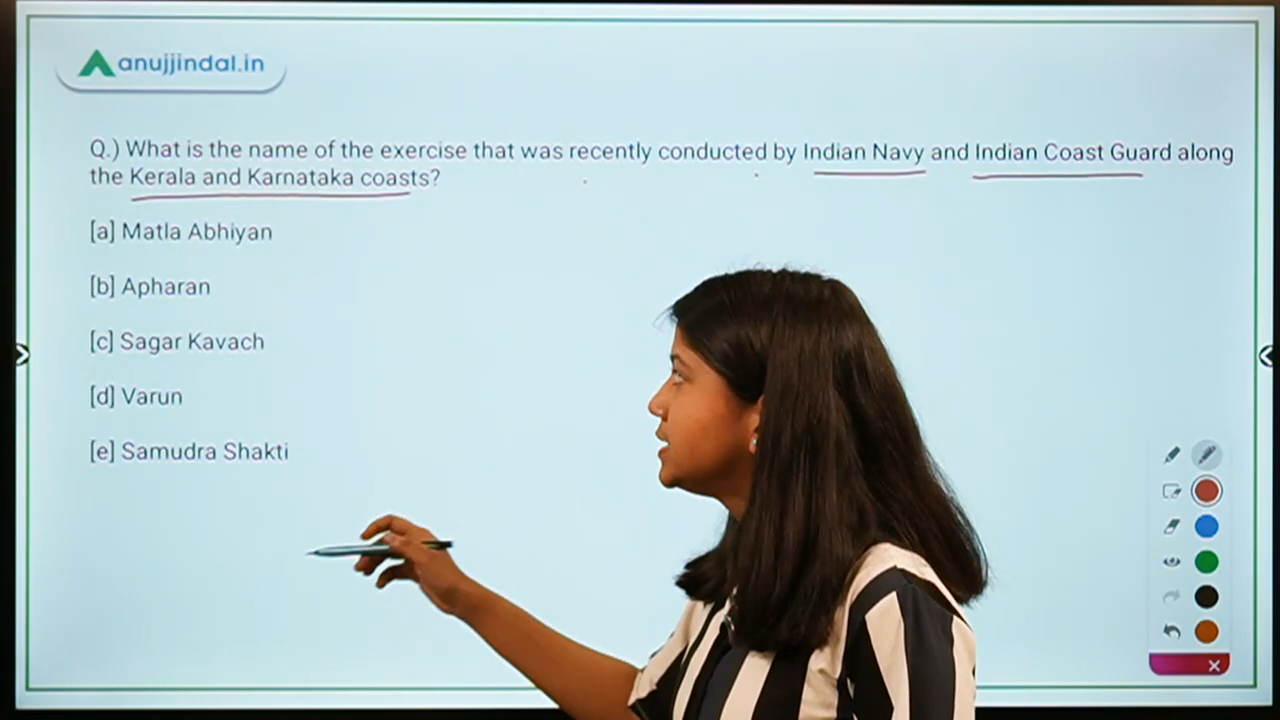 anujjindal.in
Q.) What is the name of the exercise that was recently conducted by Indian Navy and Indian Coast Guard along
the Kerala and Karnataka coasts?
[a] Matla Abhiyan
[b] Apharan
[c] Sagar Kavach
[d] Varun
[e] Samudra Shakti